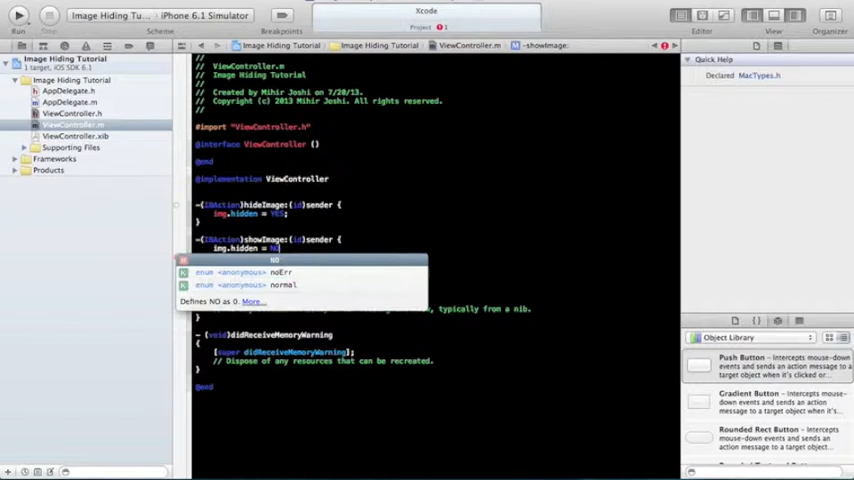 Xcode
Image Hiding Tu... iPhone 6.1 Simulator
Project 1
Run Stop Scheme Breakpoints Editor View Organizer
Image Hiding Tutorial Image Hiding Tutorial ViewController.m -showImage:
Image Hiding Tutorial
1 target, iOS SDK 6.1
Image Hiding Tutorial
AppDelegate.h
AppDelegate.m
ViewController.h
ViewController.m
ViewController.xib
Supporting Files
Frameworks
Products
//
// ViewController.m
// Image Hiding Tutorial
//
// Created by Mihir Joshi on 7/20/13.
// Copyright (c) 2013 Mihir Joshi. All rights reserved.
//
#import "ViewController.h"
@interface ViewController ()
@end
@implementation ViewController
-(IBAction)hideImage:(id)sender {
img.hidden = YES;
}
-(IBAction)showImage:(id)sender {
img.hidden = NO
NO
enum <anonymous> noErr
enum <anonymous> normal
Defines NO as 0. More...
, typically from a nib.
}
- (void)didReceiveMemoryWarning
{
[super didReceiveMemoryWarning];
// Dispose of any resources that can be recreated.
}
@end
Quick Help
Declared MacTypes.h
Object Library
Push Button – Intercepts mouse-down events and sends an action message to a target object when it's clicked or...
Gradient Button – Intercepts mouse-down events and sends an action message to a target object...
Rounded Rect Button – Intercepts mouse-down events and sends an action message to a target object...